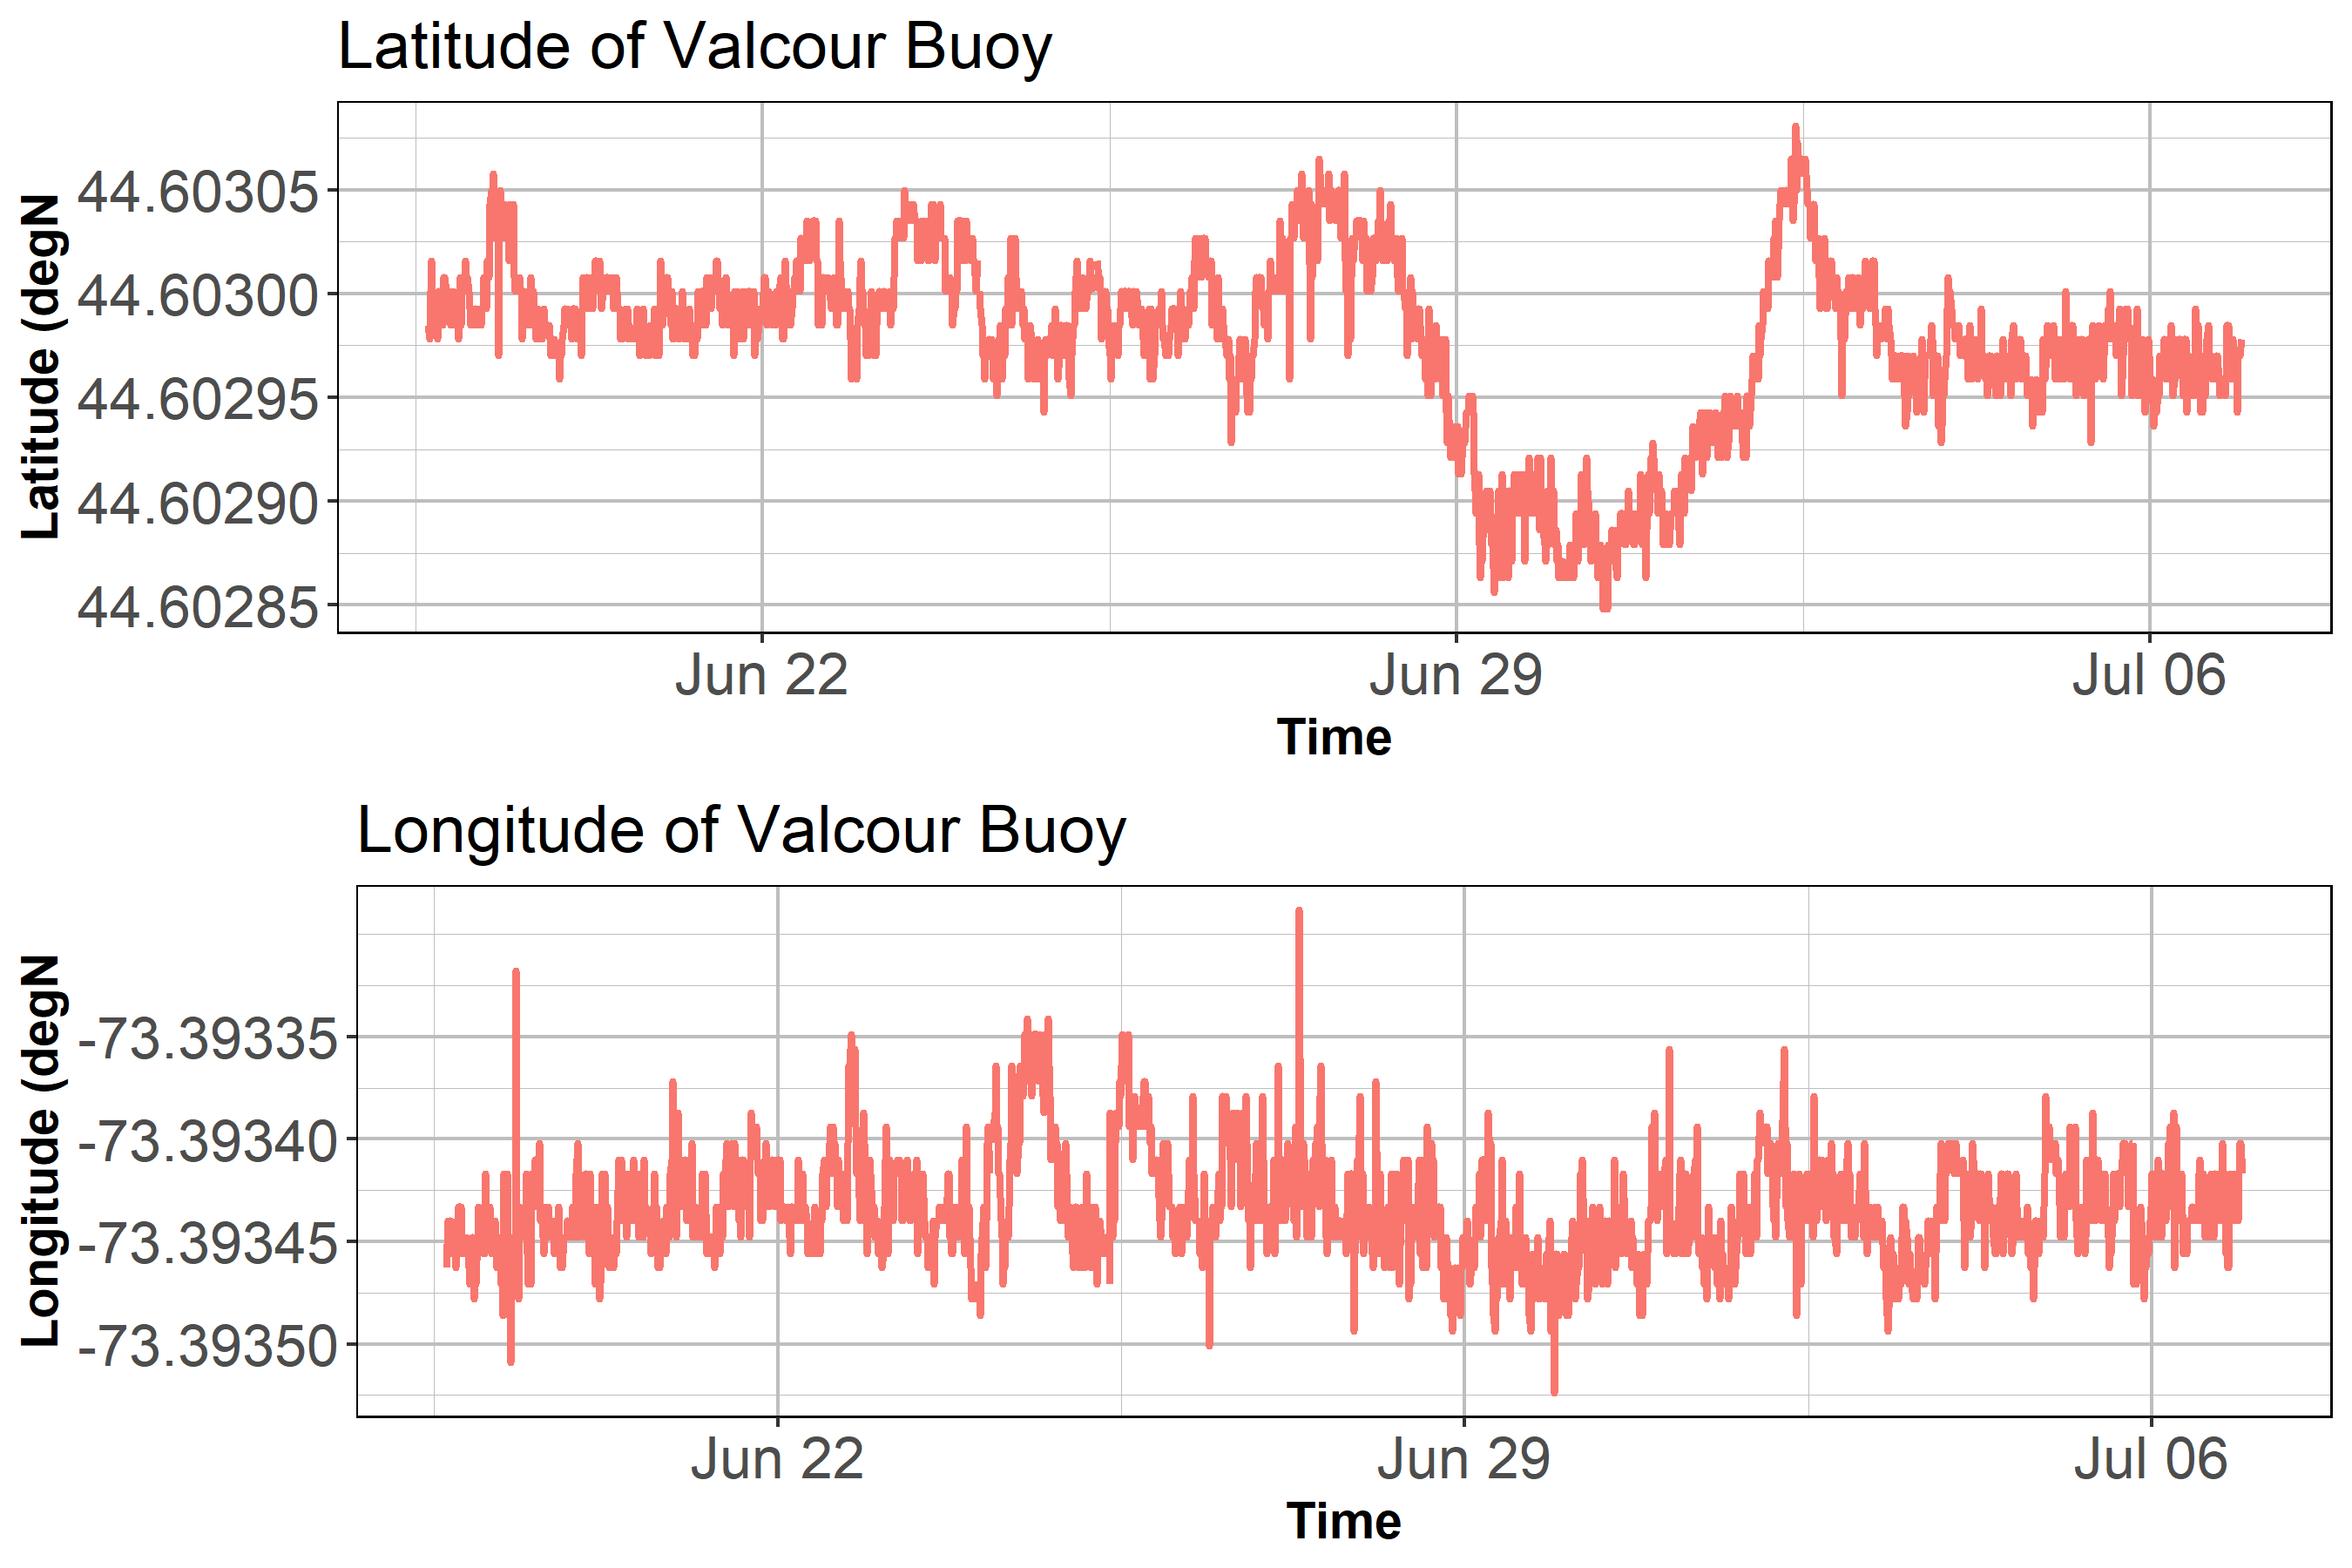 Latitude of Valcour Buoy
Latitude (degN
44.60305
44.60300
44.60295
44.60290
44.60285
Jun 22
Jun 29
Jul 06
Time
Longitude of Valcour Buoy
Longitude (degN
-73.39335
-73.39340
-73.39345
-73.39350
Jun 22
Jun 29
Jul 06
Time